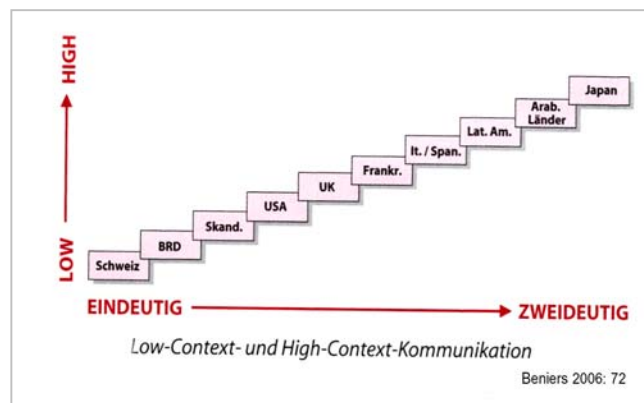 HIGH
Japan
Arab.
Länder
Lat. Am.
It. / Span.
Frankr.
UK
USA
Skand.
BRD
Schweiz
LOW
EINDEUTIG
ZWEIDEUTIG
Low-Context- und High-Context-Kommunikation
Beniers 2006: 72